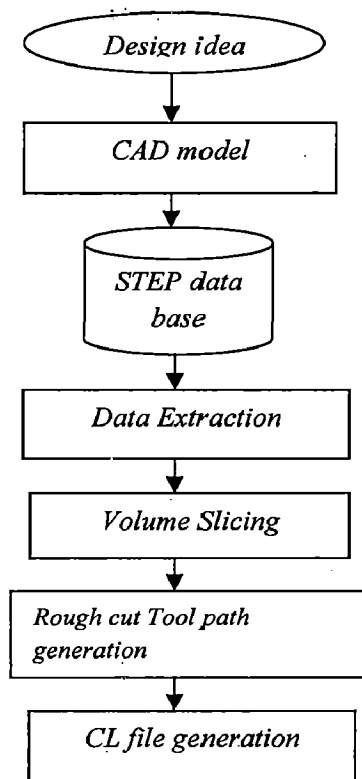 Design idea
CAD model
STEP data
base
Data Extraction
Volume Slicing
Rough cut Tool path
generation
CL file generation